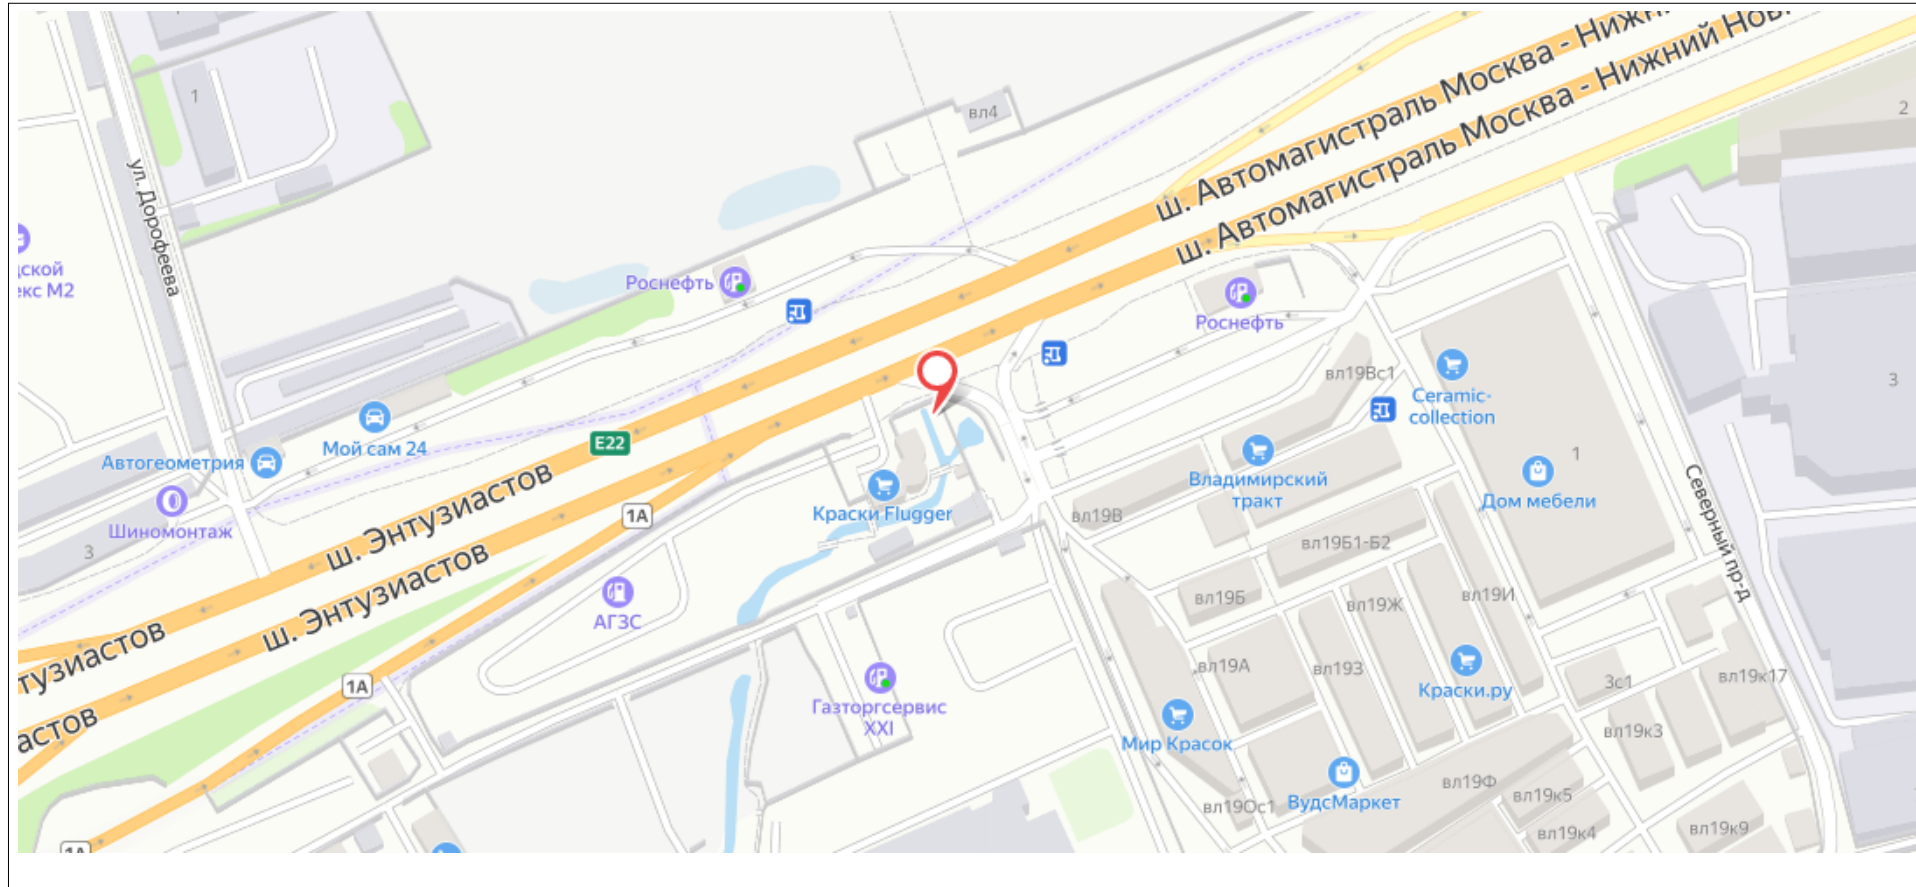 ш. Автомагистраль Москва - Нижн
ш. Автомагистраль Москва - Нижний Нов
1
вл4
2
ул. Дорофеева
ской
екс М2
Роснефть
Роснефть
вл19Вс1
3
Ceramic-
collection
Мой сам 24
Автогеометрия
E22
1
Владимирский
тракт
Дом мебели
Северный пр-д
Шиномонтаж
Краски Flugger
1А
вл19В
3
ш. Энтузиастов
ш. Энтузиастов
вл19Б1-Б2
АГЗС
вл19Б
вл19Ж
вл19И
тузиастов
1А
вл19А
вл19З
Краски.ру
3с1
вл19к17
астов
Газторгсервис
XXI
Мир Красок
вл19к3
вл19Ос1
ВудсМаркет
вл19Ф
вл19к5
вл19к4
вл19к9
1А